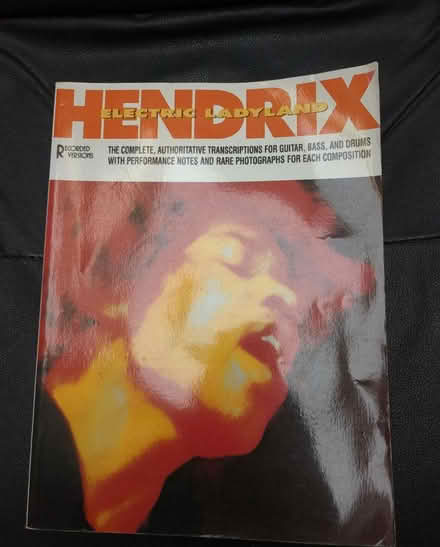 HENDRIX
ELECTRIC LADYLAND
RECORDED VERSIONS
THE COMPLETE, AUTHORITATIVE TRANSCRIPTIONS FOR GUITAR, BASS, AND DRUMS
WITH PERFORMANCE NOTES AND RARE PHOTOGRAPHS FOR EACH COMPOSITION